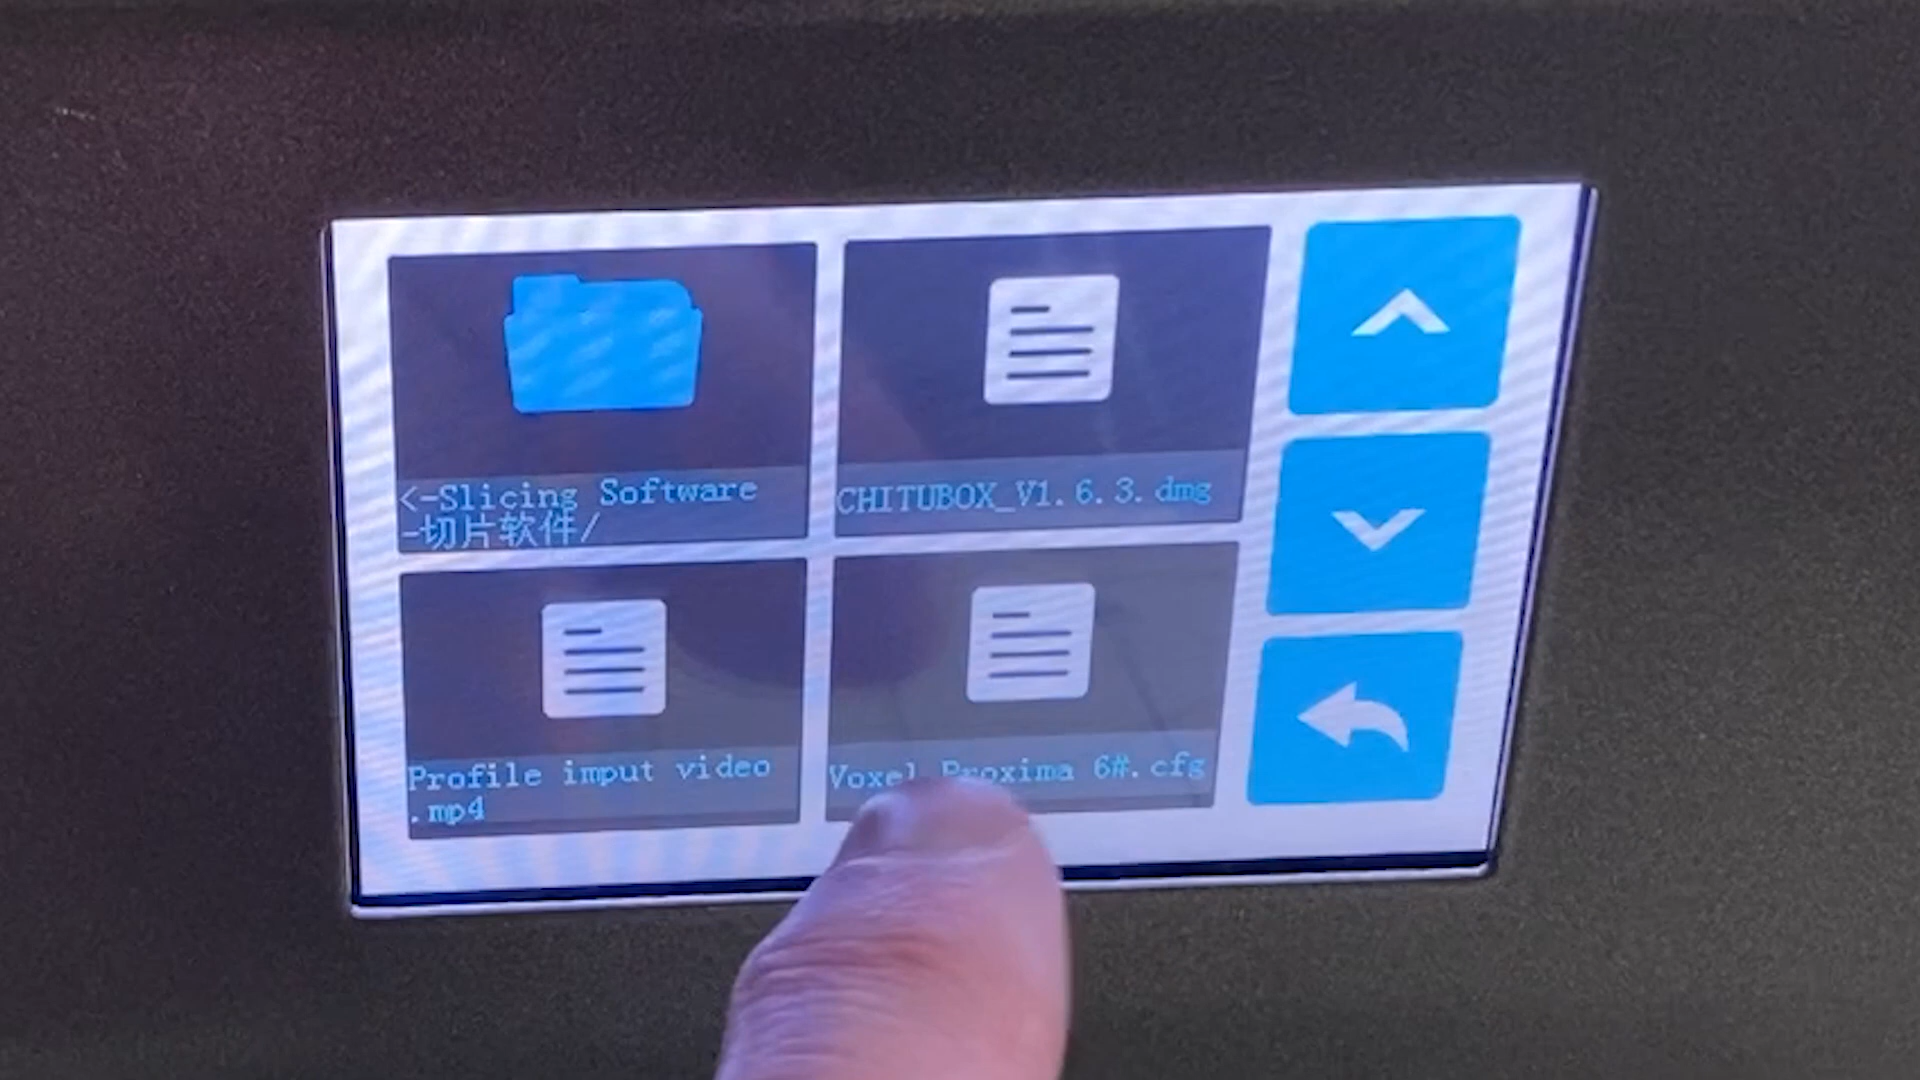 <-Slicing Software
-切片软件/
CHITUBOX_V1.6.3.dmg
Profile imput video
.mp4
Voxel Proxima 6#.cfg